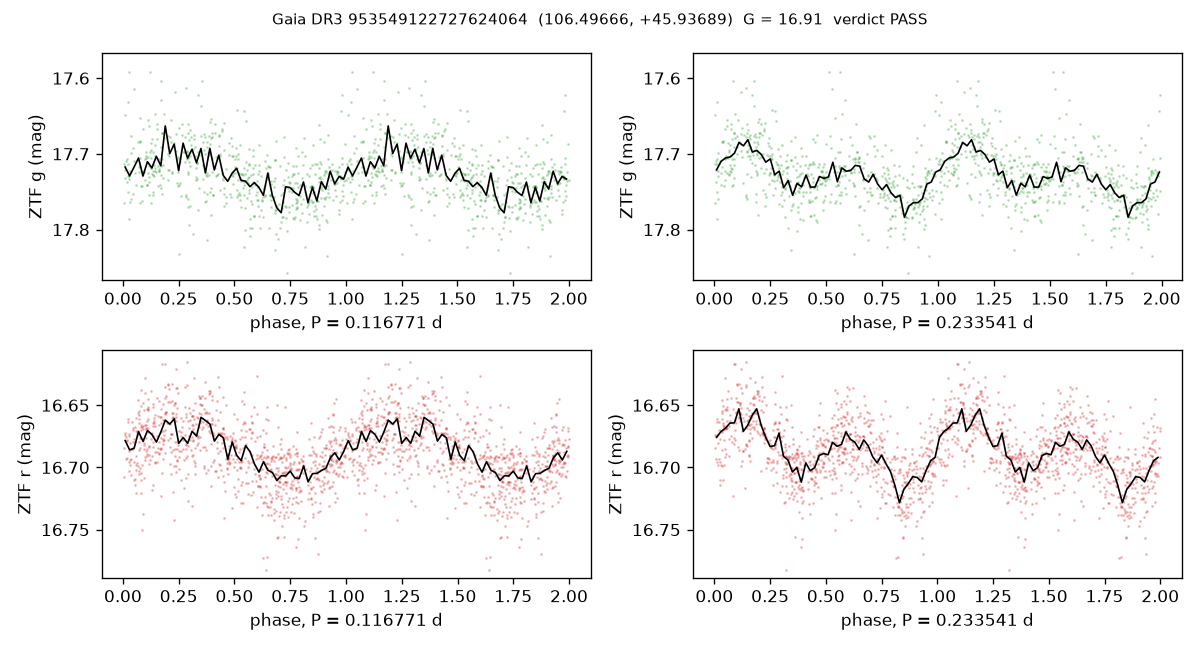 Gaia DR3 953549122727624064 (106.49666, +45.93689) G = 16.91 verdict PASS
ZTF g (mag)
17.6
17.7
17.8
0.00 0.25 0.50 0.75 1.00 1.25 1.50 1.75 2.00
phase, P = 0.116771 d
ZTF g (mag)
17.6
17.7
17.8
0.00 0.25 0.50 0.75 1.00 1.25 1.50 1.75 2.00
phase, P = 0.233541 d
ZTF r (mag)
16.65
16.70
16.75
0.00 0.25 0.50 0.75 1.00 1.25 1.50 1.75 2.00
phase, P = 0.116771 d
ZTF r (mag)
16.65
16.70
16.75
0.00 0.25 0.50 0.75 1.00 1.25 1.50 1.75 2.00
phase, P = 0.233541 d